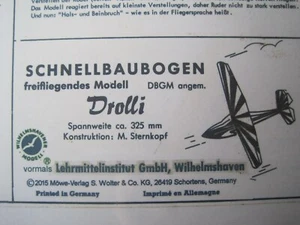 Das Modell reagiert bereits auf kleinste Verstellungen, daher Ruder nicht zu stark verstellen.
Und nun: "Hals- und Beinbruch" – wie es in der Fliegersprache heißt.
SCHNELLBAUBOGEN
freifliegendes Modell DBGM angem.
Drolli
Spannweite ca. 325 mm
Konstruktion: M. Sternkopf
WILHELMSHAVENER
MODELL
vormals Lehrmittelinstitut GmbH, Wilhelmshaven
©2015 Möwe-Verlag S. Wolter & Co. KG, 26419 Schortens, Germany
Printed in Germany Imprimé en Allemagne